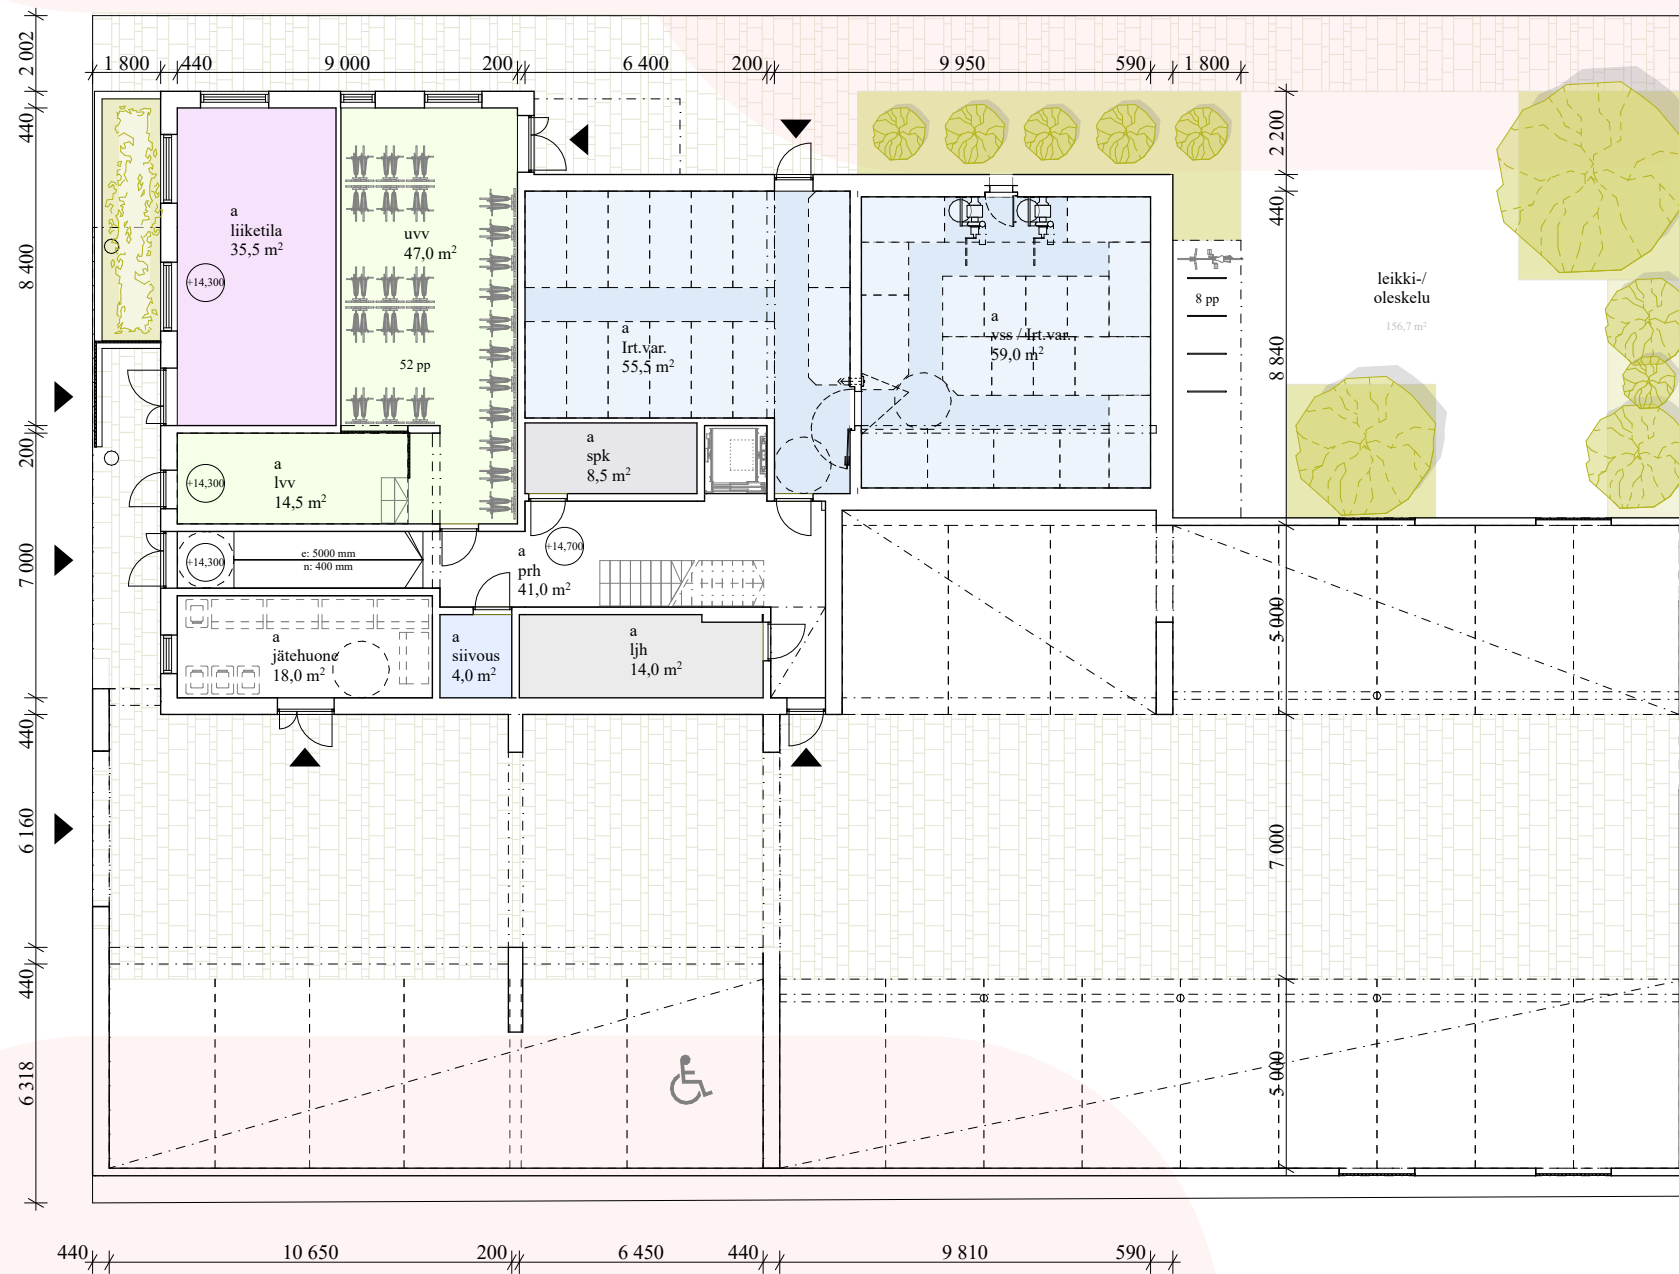 1 800
440
9 000
200
6 400
200
9 950
590
1 800
2 002
440
8 400
200
7 000
440
6 160
440
6 318
2 200
440
8 840
5 000
7 000
5 000
a
liiketila
35,5 m²
+14,300
uvv
47,0 m²
52 pp
a
Irt.var.
55,5 m²
a
vss / Irt.var.
59,0 m²
8 pp
leikki-/
oleskelu
156,7 m²
a
spk
8,5 m²
a
lvv
14,5 m²
+14,300
+14,300
e: 5000 mm
n: 400 mm
a
prh
41,0 m²
+14,700
a
jätehuone
18,0 m²
a
siivous
4,0 m²
a
ljh
14,0 m²
440
10 650
200
6 450
440
9 810
590